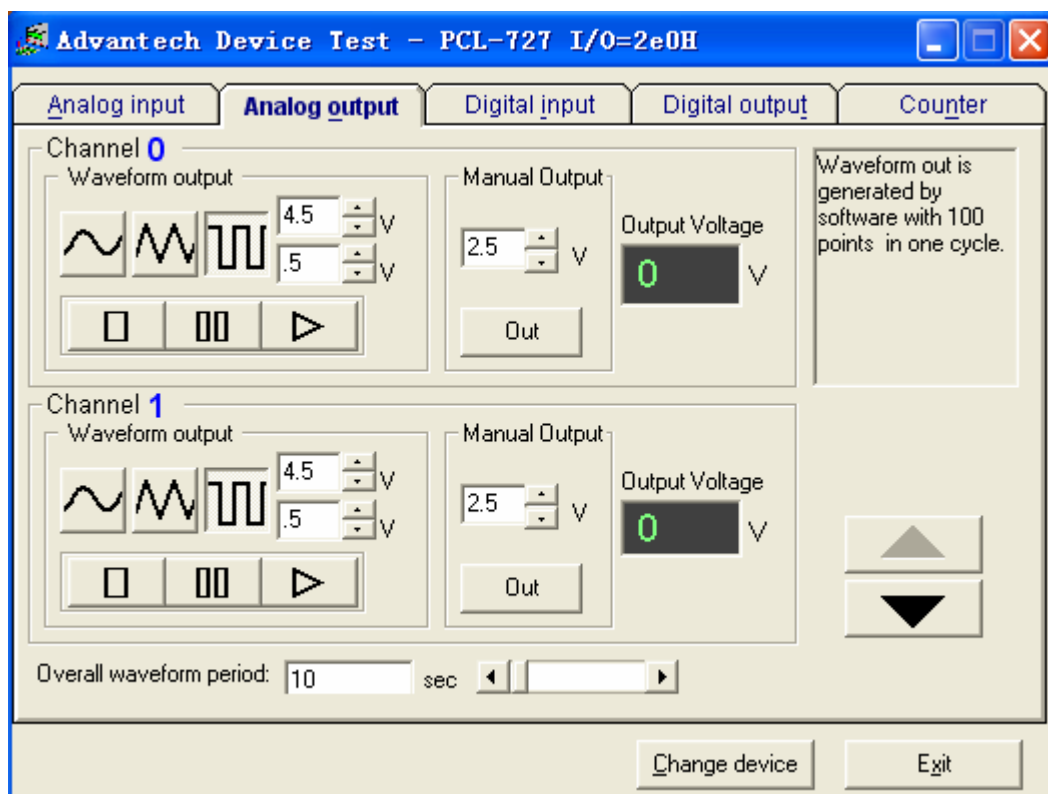 Advantech Device Test - PCL-727 I/O=2e0H
Analog input Analog output Digital input Digital output Counter
Channel 0
Waveform output
4.5 V
.5 V
Manual Output
2.5 V
Out
Output Voltage
0 V
Waveform out is
generated by
software with 100
points in one cycle.
Channel 1
Waveform output
4.5 V
.5 V
Manual Output
2.5 V
Out
Output Voltage
0 V
Overall waveform period: 10 sec
Change device Exit